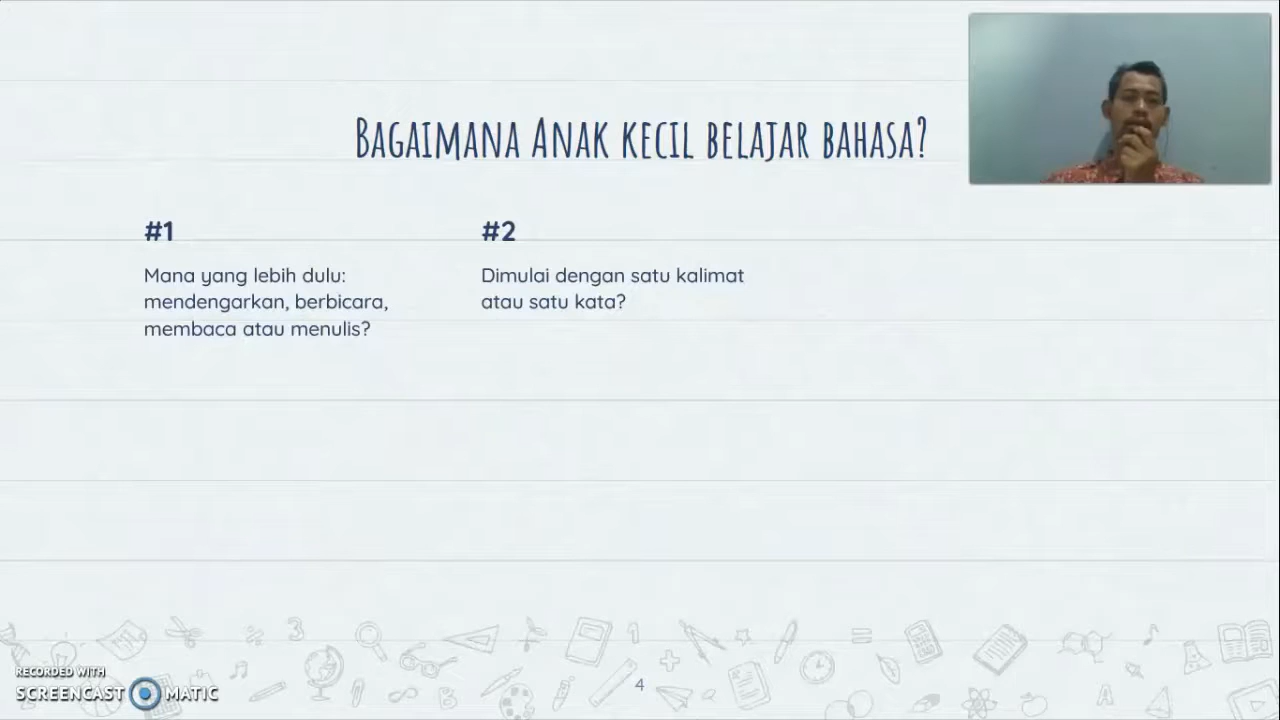 Bagaimana Anak kecil belajar bahasa?
#1
Mana yang lebih dulu:
mendengarkan, berbicara,
membaca atau menulis?
#2
Dimulai dengan satu kalimat
atau satu kata?
4
RECORDED WITH
SCREENCAST MATIC